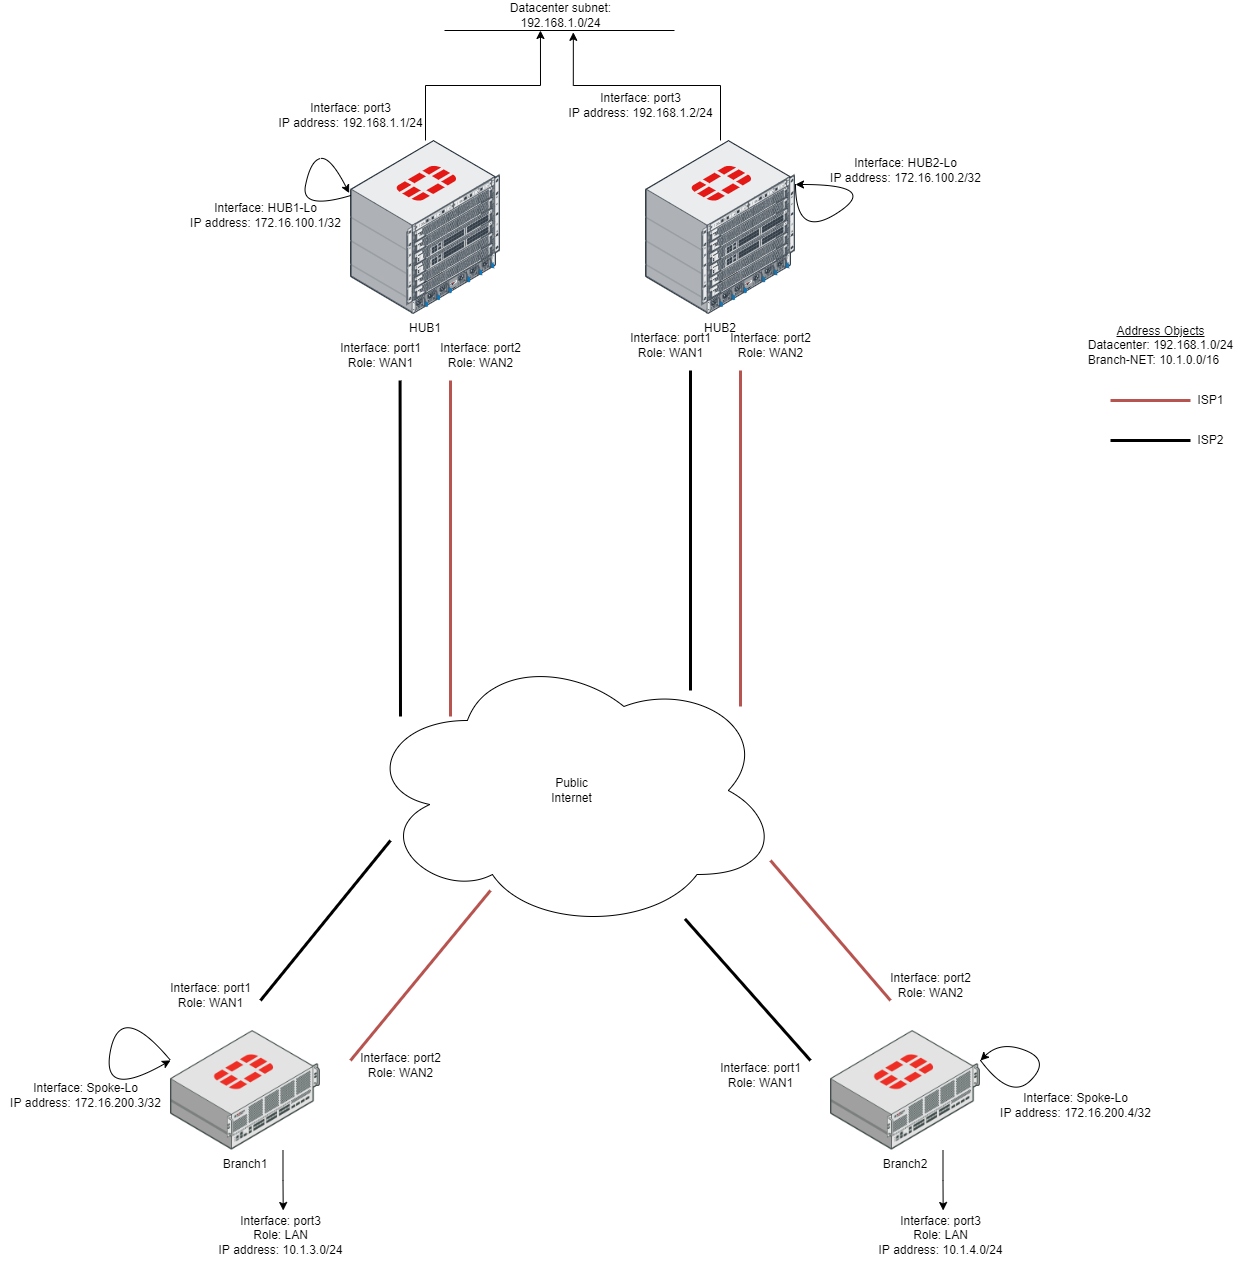 Datacenter subnet:
192.168.1.0/24
Interface: port3
IP address: 192.168.1.1/24
Interface: port3
IP address: 192.168.1.2/24
Interface: HUB1-Lo
IP address: 172.16.100.1/32
Interface: HUB2-Lo
IP address: 172.16.100.2/32
HUB1
HUB2
Interface: port1
Role: WAN1
Interface: port2
Role: WAN2
Interface: port1
Role: WAN1
Interface: port2
Role: WAN2
Address Objects
Datacenter: 192.168.1.0/24
Branch-NET: 10.1.0.0/16
ISP1
ISP2
Public
Internet
Interface: port1
Role: WAN1
Interface: port2
Role: WAN2
Interface: port2
Role: WAN2
Interface: port1
Role: WAN1
Interface: Spoke-Lo
IP address: 172.16.200.3/32
Interface: Spoke-Lo
IP address: 172.16.200.4/32
Branch1
Branch2
Interface: port3
Role: LAN
IP address: 10.1.3.0/24
Interface: port3
Role: LAN
IP address: 10.1.4.0/24